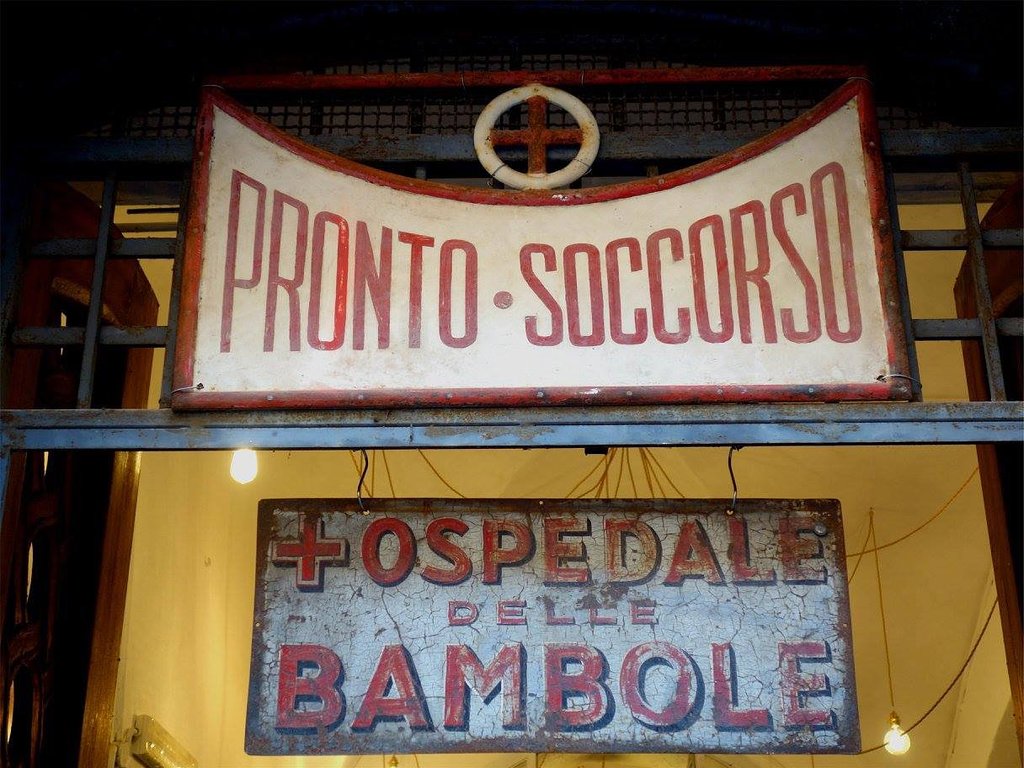 PRONTO · SOCCORSO
OSPEDALE
DELLE
BAMBOLE